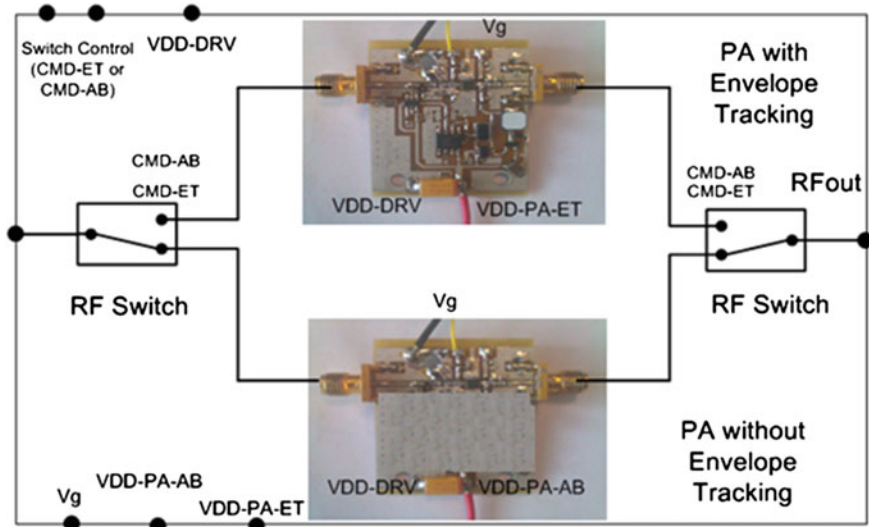 Switch Control
(CMD-ET or
CMD-AB)
VDD-DRV
Vg
PA with
Envelope
Tracking
CMD-AB
CMD-ET
VDD-DRV
VDD-PA-ET
CMD-AB
CMD-ET
RFout
RF Switch
Vg
RF Switch
VDD-DRV
VDD-PA-AB
PA without
Envelope
Tracking
Vg
VDD-PA-AB
VDD-PA-ET